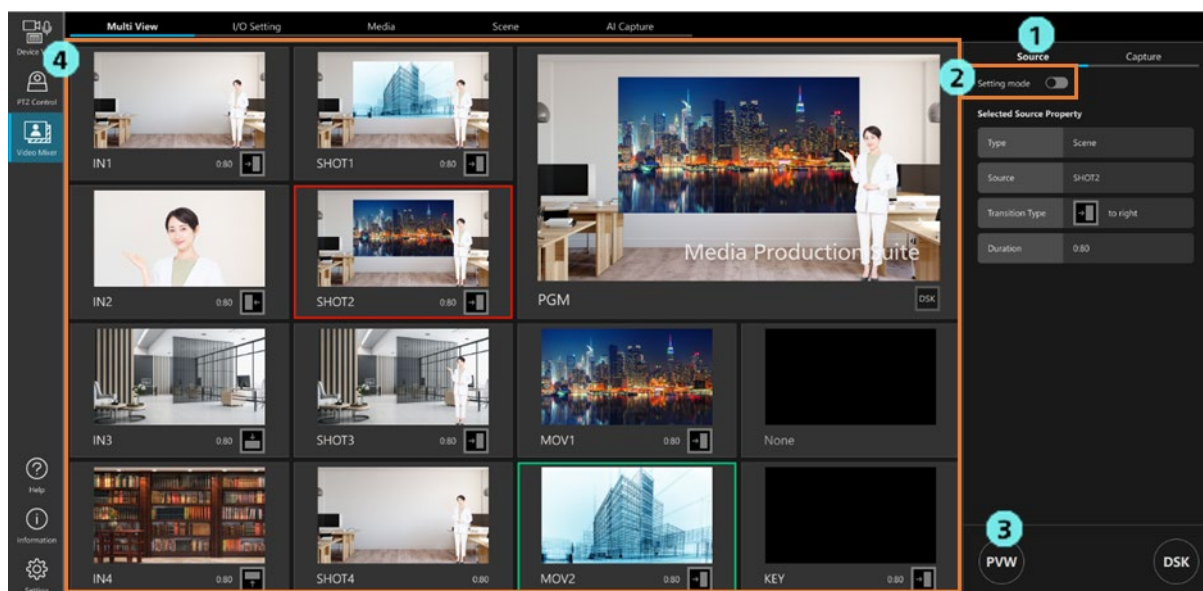 Multi View I/O Setting Media Scene AI Capture
1
Source Capture
2
Setting mode
Selected Source Property
Type Scene
Source SHOT2
Transition Type to right
Duration 0:80
3
PVW DSK
4
Device
PTZ Control
Video Mixer
Help
Information
Setting
IN1 0:80
SHOT1 0:80
Media Production Suite
IN2 0:80
SHOT2 0:80
PGM DSK
IN3 0:80
SHOT3 0:80
MOV1 0:80
None
IN4 0:80
SHOT4 0:80
MOV2 0:80
KEY 0:80